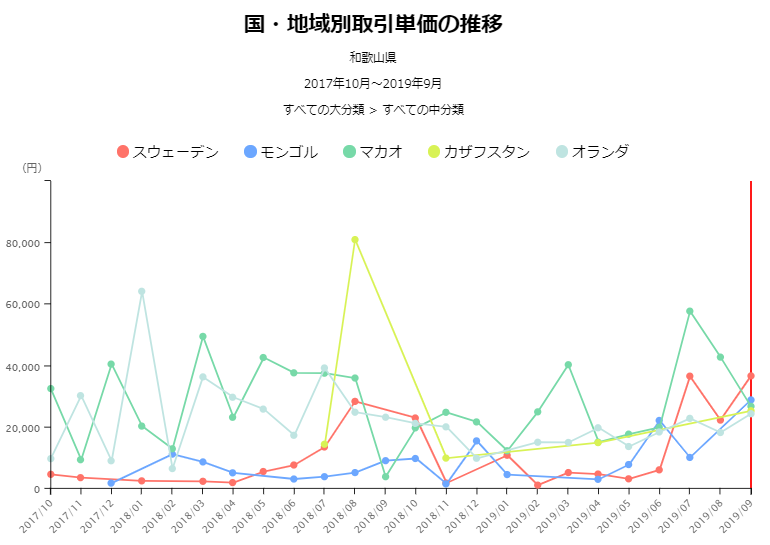 国・地域別取引単価の推移
和歌山県
2017年10月～2019年9月
すべての大分類 > すべての中分類
スウェーデン モンゴル マカオ カザフスタン オランダ
(円)
80,000
60,000
40,000
20,000
0
2017/10 2017/11 2017/12 2018/01 2018/02 2018/03 2018/04 2018/05 2018/06 2018/07 2018/08 2018/09 2018/10 2018/11 2018/12 2019/01 2019/02 2019/03 2019/04 2019/05 2019/06 2019/07 2019/08 2019/09